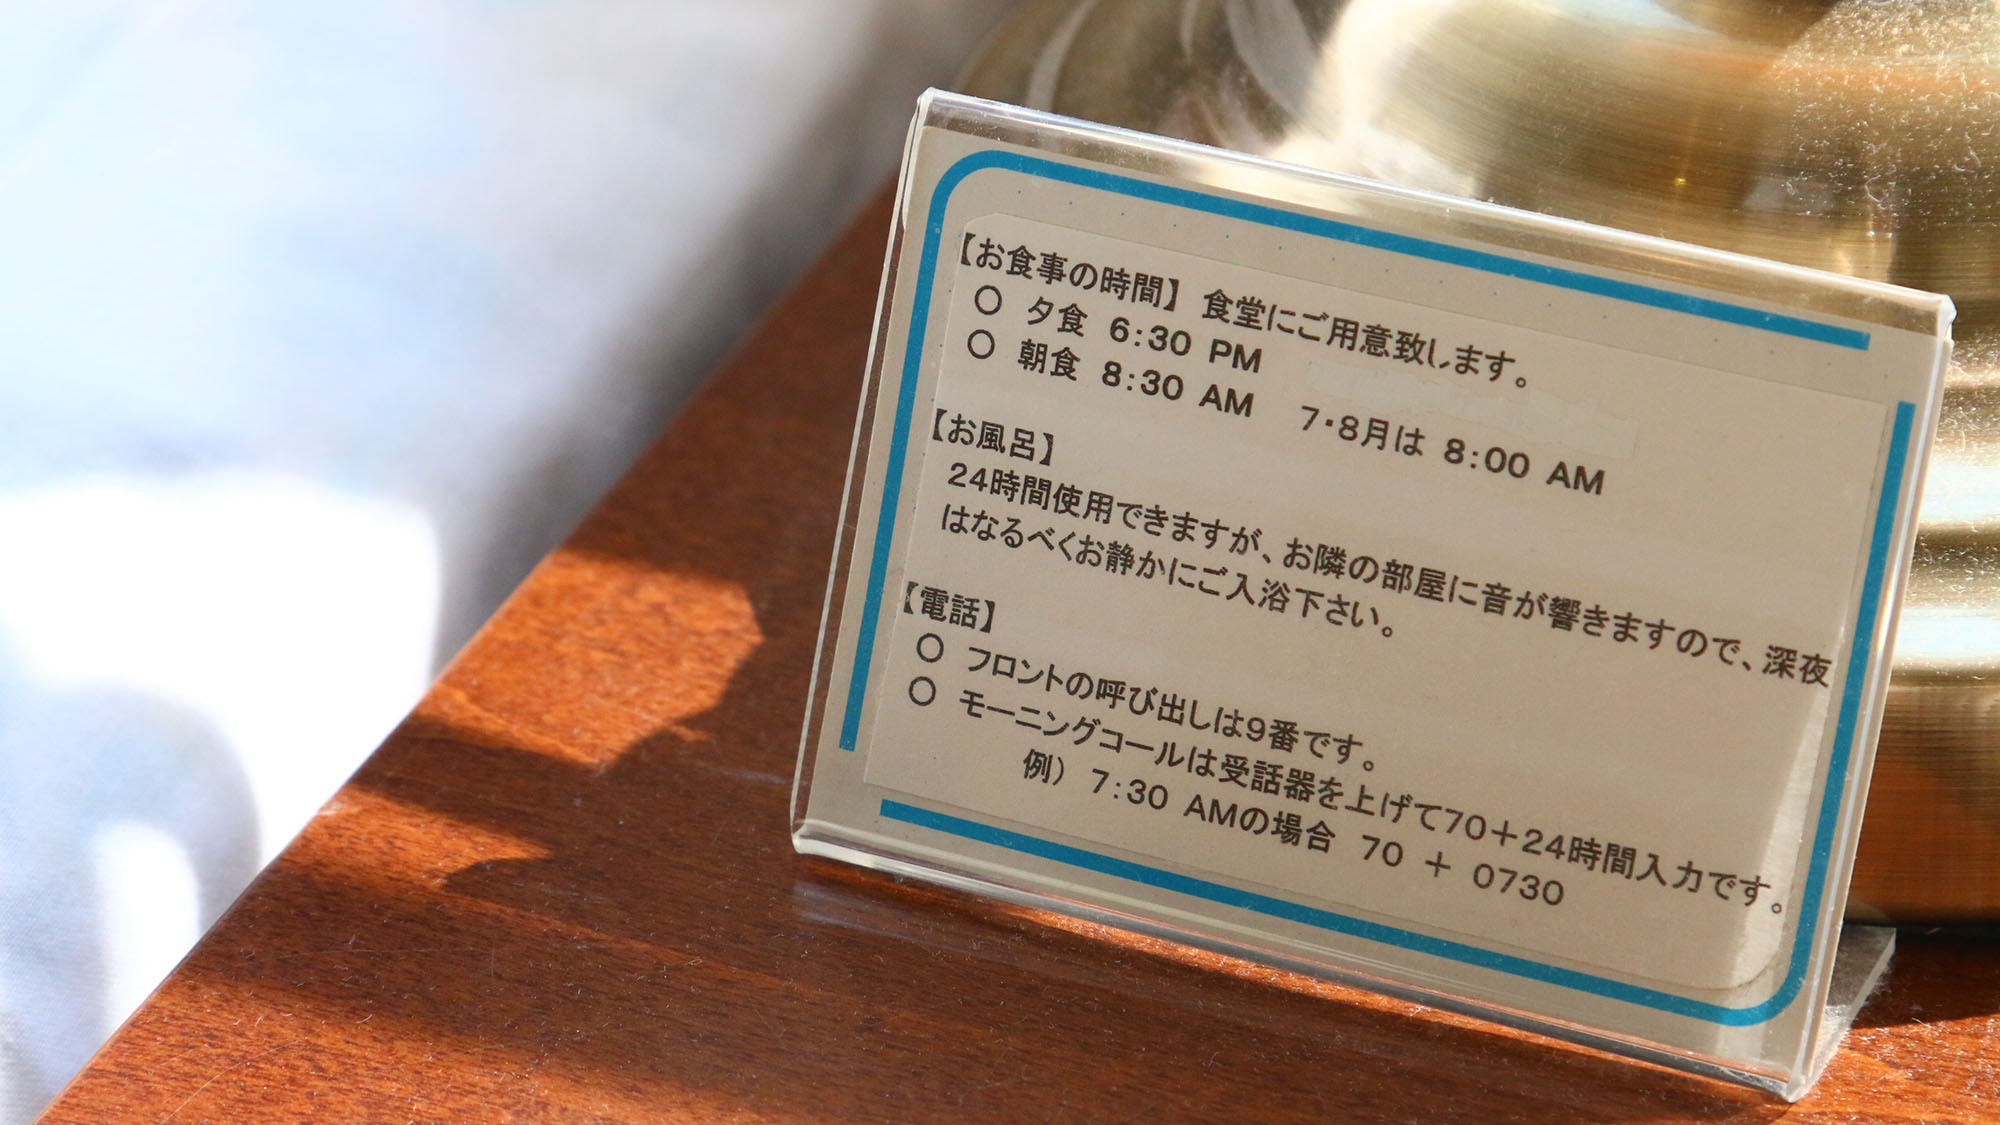 【お食事の時間】 食堂にご用意致します。
○ 夕食 6:30 PM
○ 朝食 8:30 AM 7・8月は 8:00 AM
【お風呂】
24時間使用できますが、お隣の部屋に音が響きますので、深夜
はなるべくお静かにご入浴下さい。
【電話】
○ フロントの呼び出しは9番です。
○ モーニングコールは受話器を上げて70＋24時間入力です。
例） 7:30 AMの場合 70 ＋ 0730